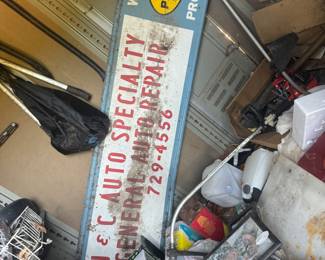 & C AUTO SPECIALTY
GENERAL AUTO REPAIR
729-4556